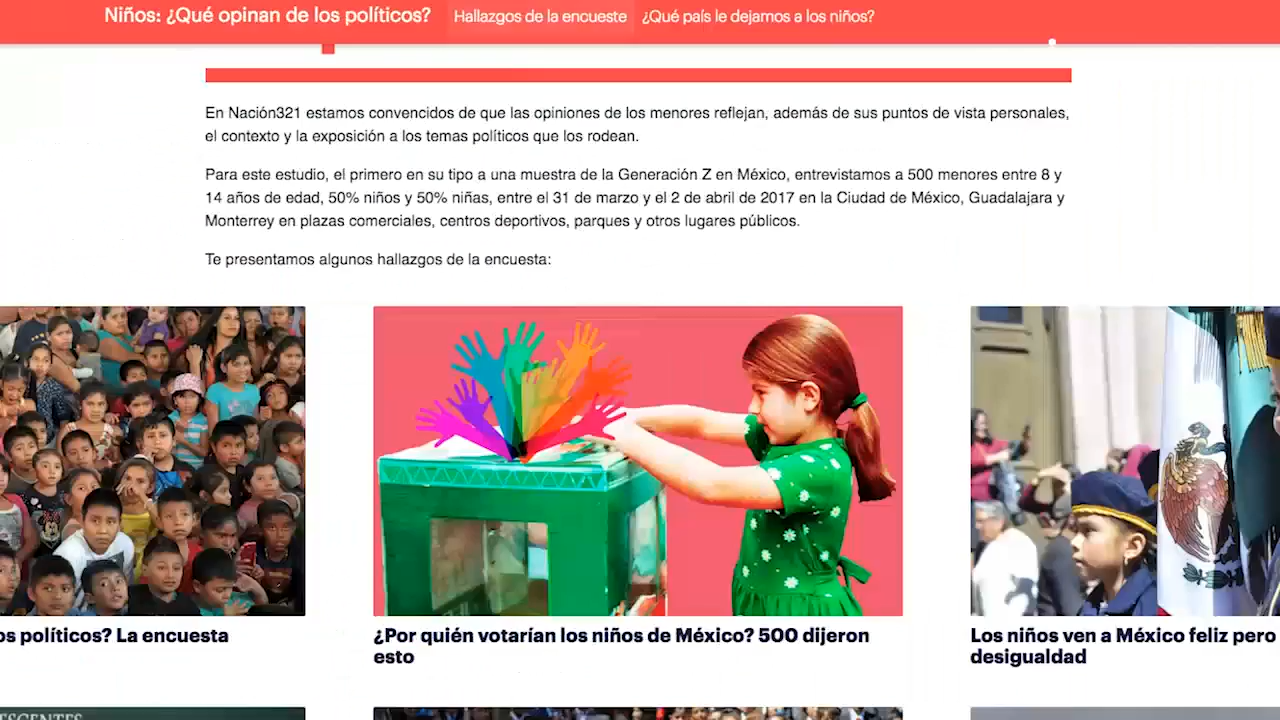 Niños: ¿Qué opinan de los políticos?
Hallazgos de la encueste
¿Qué país le dejamos a los niños?
En Nación321 estamos convencidos de que las opiniones de los menores reflejan, además de sus puntos de vista personales,
el contexto y la exposición a los temas políticos que los rodean.
Para este estudio, el primero en su tipo a una muestra de la Generación Z en México, entrevistamos a 500 menores entre 8 y
14 años de edad, 50% niños y 50% niñas, entre el 31 de marzo y el 2 de abril de 2017 en la Ciudad de México, Guadalajara y
Monterrey en plazas comerciales, centros deportivos, parques y otros lugares públicos.
Te presentamos algunos hallazgos de la encuesta:
os políticos? La encuesta
¿Por quién votarían los niños de México? 500 dijeron
esto
Los niños ven a México feliz pero
desigualdad